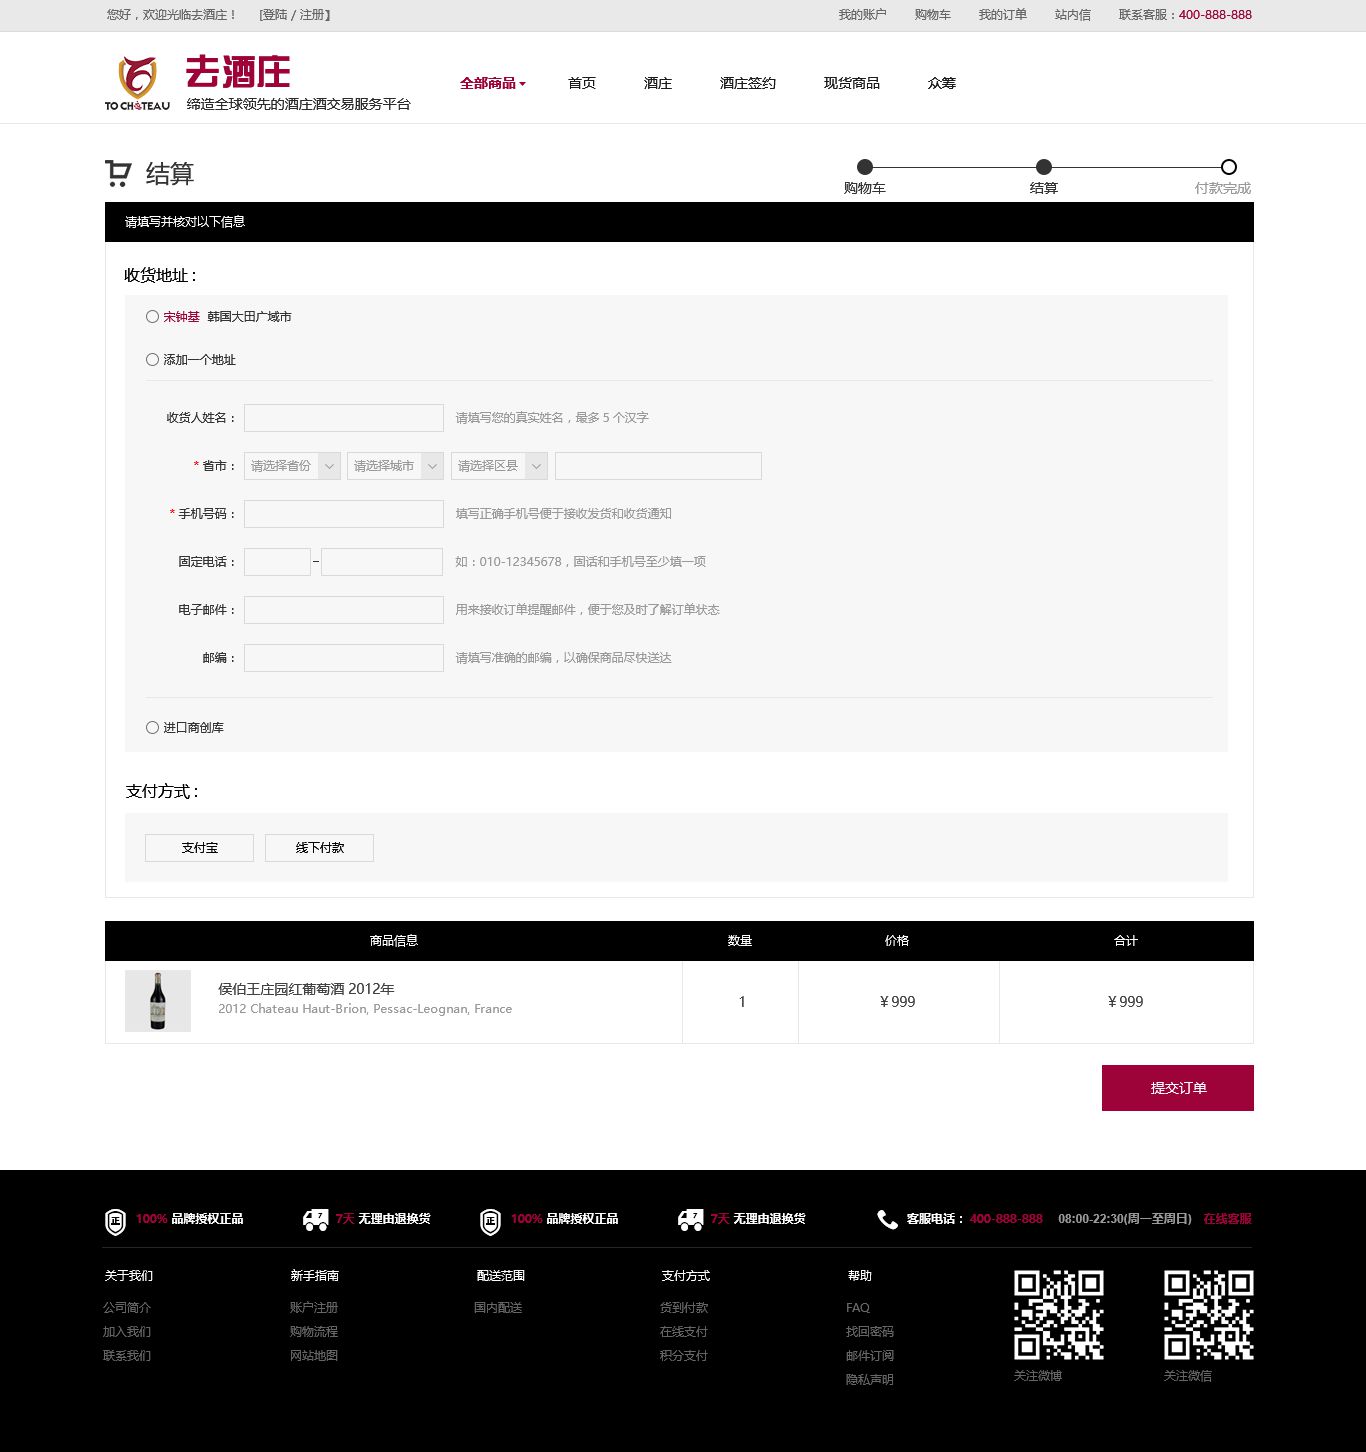 您好，欢迎光临去酒庄！ [登陆 / 注册】 我的账户 购物车 我的订单 站内信 联系客服：400-888-888
TO CHATEAU
去酒庄
缔造全球领先的酒庄酒交易服务平台
全部商品 首页 酒庄 酒庄签约 现货商品 众筹
结算
购物车 结算 付款完成
请填写并核对以下信息
收货地址：
宋钟基 韩国大田广域市
添加一个地址
收货人姓名： 请填写您的真实姓名，最多 5 个汉字
* 省市： 请选择省份 请选择城市 请选择区县
* 手机号码： 填写正确手机号便于接收发货和收货通知
固定电话： – 如：010-12345678，固话和手机号至少填一项
电子邮件： 用来接收订单提醒邮件，便于您及时了解订单状态
邮编： 请填写准确的邮编，以确保商品尽快送达
进口商创库
支付方式：
支付宝 线下付款
商品信息 数量 价格 合计
侯伯王庄园红葡萄酒 2012年
2012 Chateau Haut-Brion, Pessac-Leognan, France
1 ¥ 999 ¥ 999
提交订单
正 100% 品牌授权正品 7 7天 无理由退换货 正 100% 品牌授权正品 7 7天 无理由退换货 客服电话： 400-888-888 08:00-22:30(周一至周日) 在线客服
关于我们 新手指南 配送范围 支付方式 帮助
公司简介 账户注册 国内配送 货到付款 FAQ
加入我们 购物流程 在线支付 找回密码
联系我们 网站地图 积分支付 邮件订阅
关注微博 关注微信
隐私声明